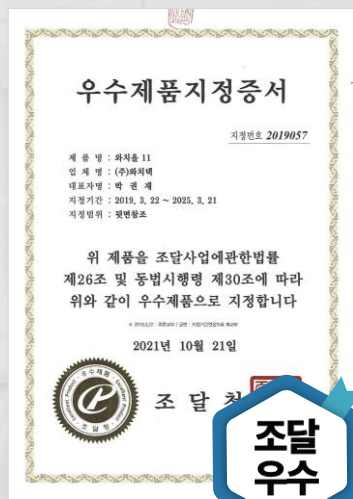 우수제품지정증서
지정번호 2019057
제 품 명 : 와치올 11
업 체 명 : (주)와치텍
대표자명 : 박 권 재
지정기간 : 2019. 3. 22 ~ 2025. 3. 21
지정범위 : 뒷면참조
위 제품을 조달사업에관한법률
제26조 및 동법시행령 제30조에 따라
위와 같이 우수제품으로 지정합니다
2021년 10월 21일
조 달 청
조달
우수